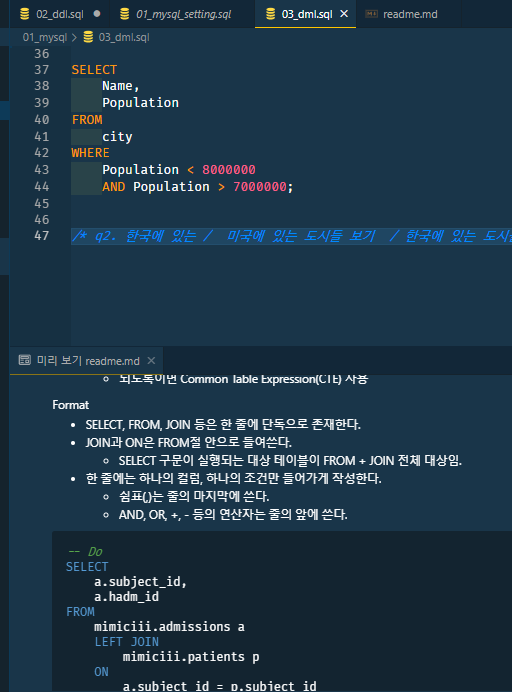 02_ddl.sql
01_mysql_setting.sql
03_dml.sql
readme.md
01_mysql > 03_dml.sql
36
37 SELECT
38 Name,
39 Population
40 FROM
41 city
42 WHERE
43 Population < 8000000
44 AND Population > 7000000;
45
46
47 /* q2. 한국에 있는 / 미국에 있는 도시들 보기 / 한국에 있는 도시
미리 보기 readme.md
되도록이면 Common Table Expression(CTE) 사용
Format
SELECT, FROM, JOIN 등은 한 줄에 단독으로 존재한다.
JOIN과 ON은 FROM절 안으로 들여쓴다.
SELECT 구문이 실행되는 대상 테이블이 FROM + JOIN 전체 대상임.
한 줄에는 하나의 컬럼, 하나의 조건만 들어가게 작성한다.
쉼표(,)는 줄의 마지막에 쓴다.
AND, OR, +, - 등의 연산자는 줄의 앞에 쓴다.
-- Do
SELECT
a.subject_id,
a.hadm_id
FROM
mimiciii.admissions a
LEFT JOIN
mimiciii.patients p
ON
a.subject_id = p.subject_id